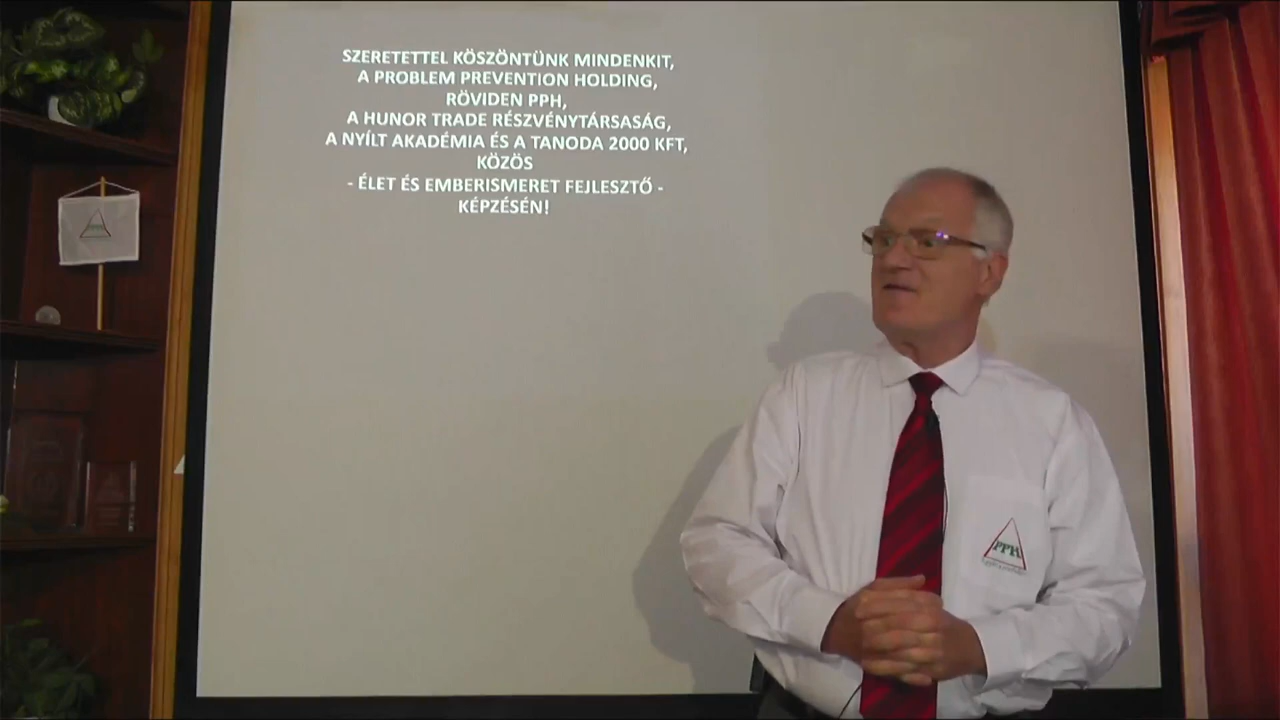 SZERETETTEL KÖSZÖNTÜNK MINDENKIT,
A PROBLEM PREVENTION HOLDING,
RÖVIDEN PPH,
A HUNOR TRADE RÉSZVÉNYTÁRSASÁG,
A NYÍLT AKADÉMIA ÉS A TANODA 2000 KFT,
KÖZÖS
- ÉLET ÉS EMBERISMERET FEJLESZTŐ -
KÉPZÉSÉN!
PPH